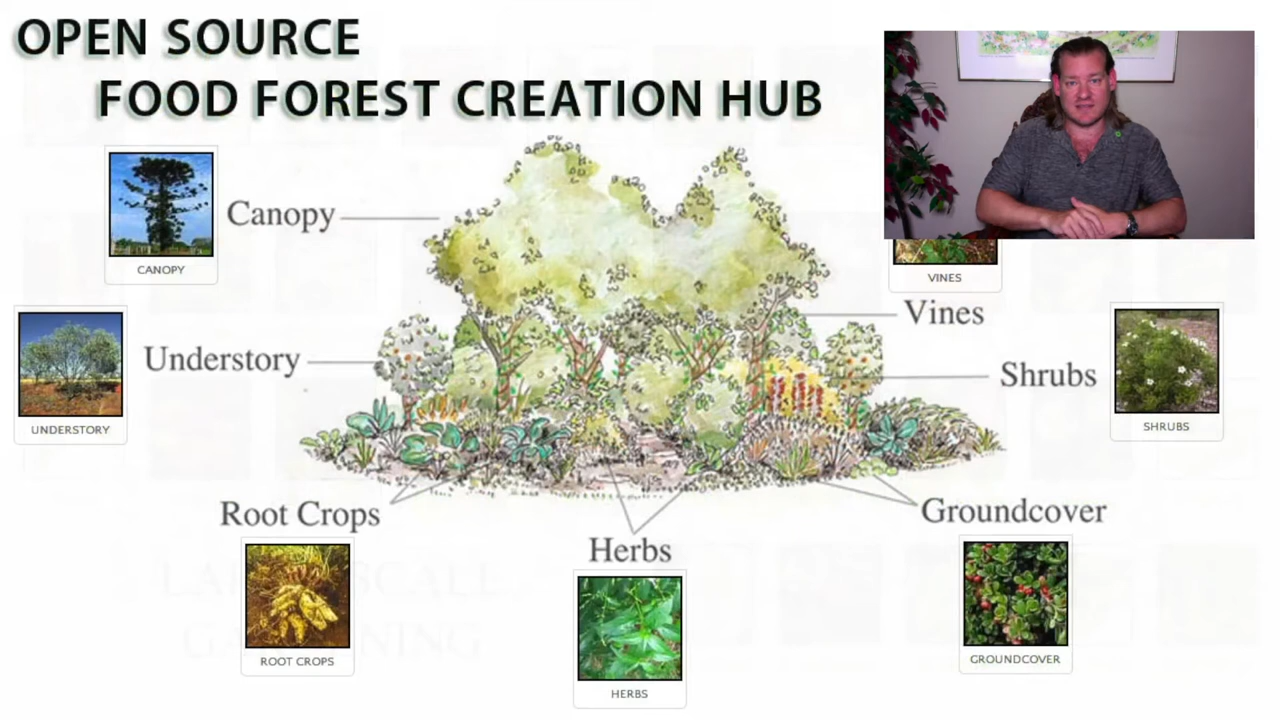 OPEN SOURCE
FOOD FOREST CREATION HUB
CANOPY
Canopy
VINES
Vines
UNDERSTORY
Understory
Shrubs
SHRUBS
Root Crops
ROOT CROPS
Herbs
HERBS
Groundcover
GROUNDCOVER